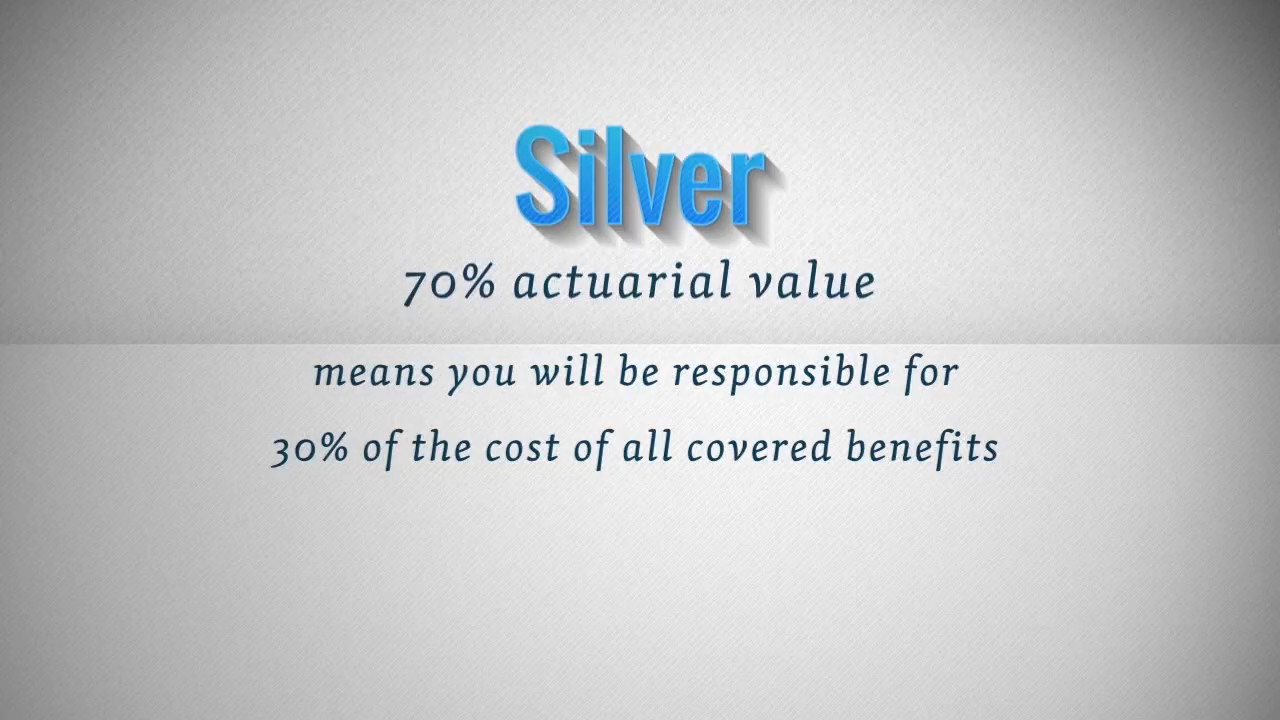 Silver
70% actuarial value
means you will be responsible for
30% of the cost of all covered benefits